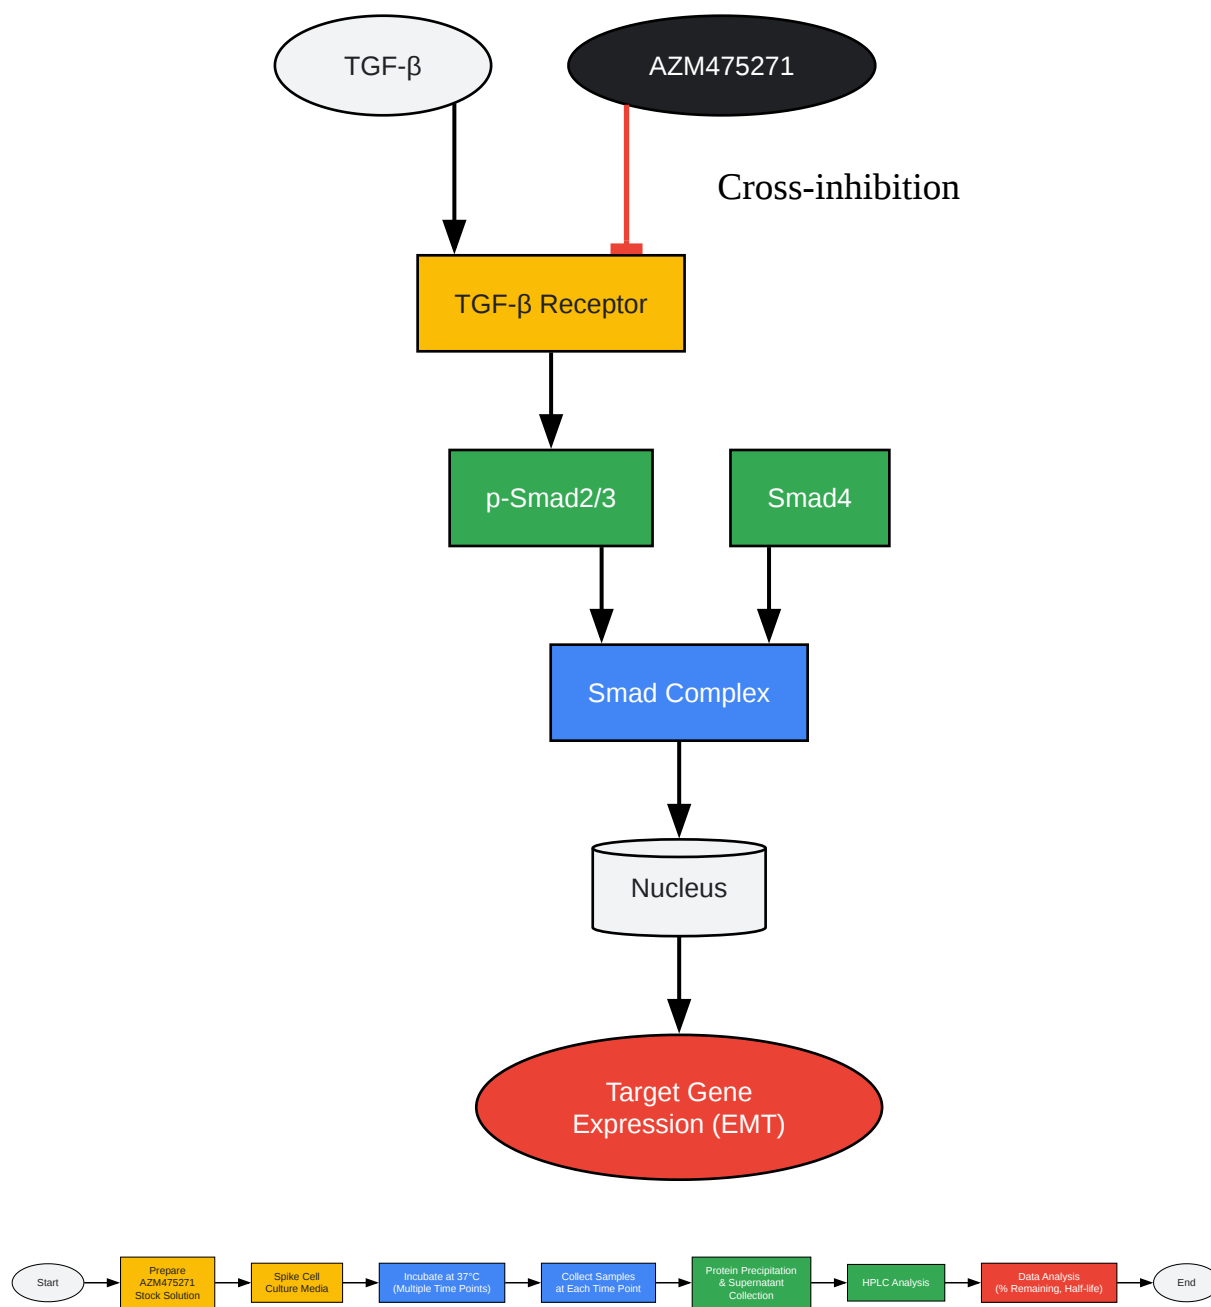 TGF-β
AZM475271
Cross-inhibition
TGF-β Receptor
p-Smad2/3
Smad4
Smad Complex
Nucleus
Target Gene
Expression (EMT)
Start
Prepare
AZM475271
Stock Solution
Spike Cell
Culture Media
Incubate at 37°C
(Multiple Time Points)
Collect Samples
at Each Time Point
Protein Precipitation
& Supernatant
Collection
HPLC Analysis
Data Analysis
(% Remaining, Half-life)
End